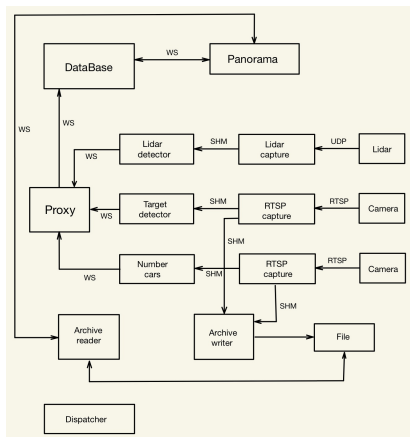 WS
DataBase
Panorama
WS
WS
Lidar
detector
SHM
Lidar
capture
UDP
Lidar
WS
Proxy
Target
detector
SHM
RTSP
capture
RTSP
Camera
WS
SHM
Number
cars
SHM
RTSP
capture
RTSP
Camera
WS
SHM
Archive
reader
Archive
writer
File
Dispatcher